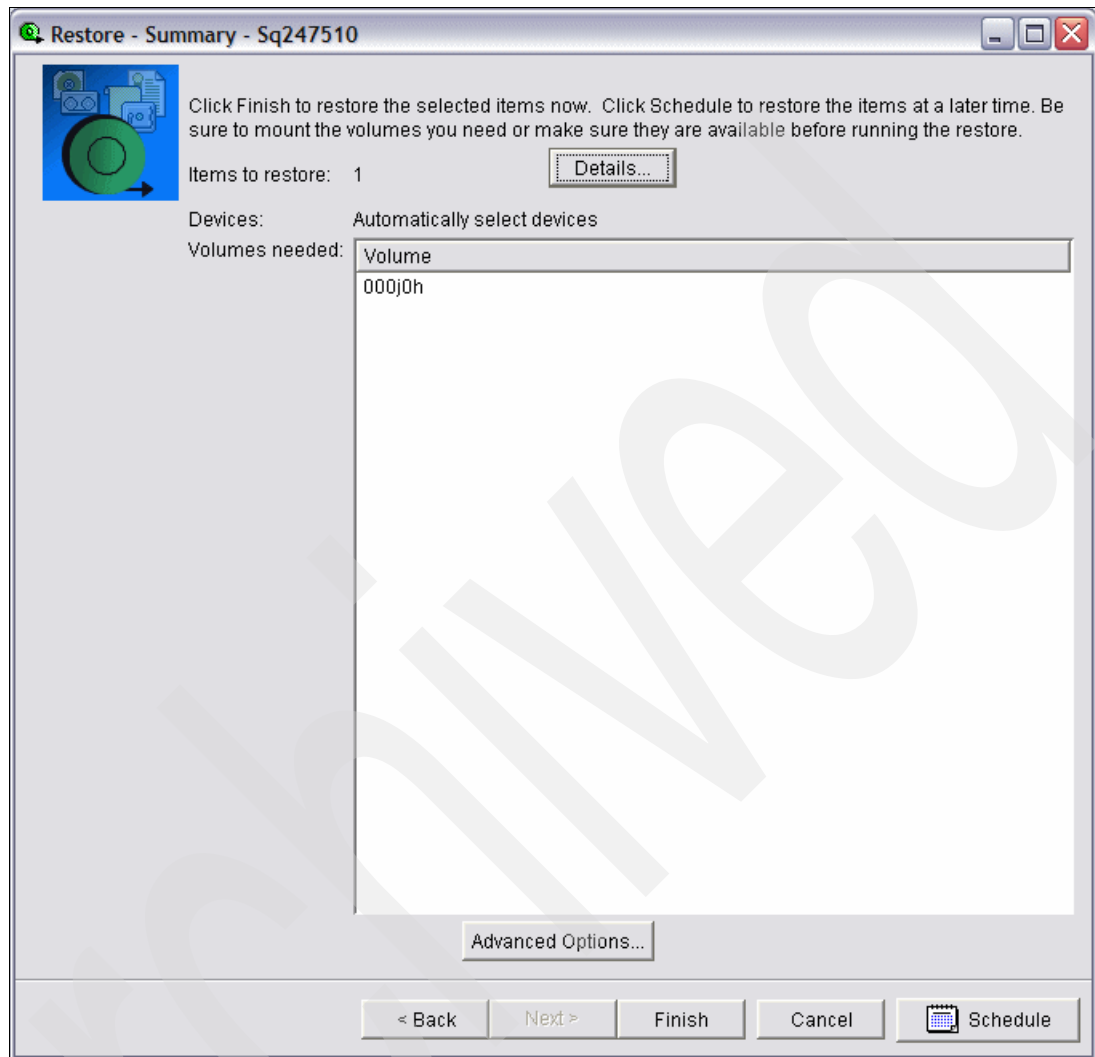 Restore - Summary - Sq247510
Click Finish to restore the selected items now. Click Schedule to restore the items at a later time. Be
sure to mount the volumes you need or make sure they are available before running the restore.
Items to restore: 1 Details...
Devices: Automatically select devices
Volumes needed: Volume
000j0h
Advanced Options...
< Back Next > Finish Cancel Schedule